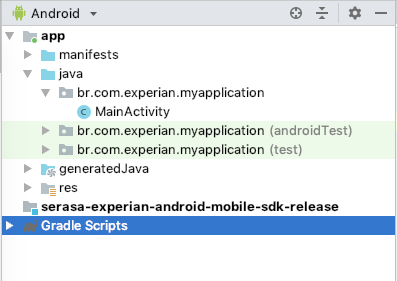 Android
app
manifests
java
br.com.experian.myapplication
C MainActivity
br.com.experian.myapplication (androidTest)
br.com.experian.myapplication (test)
generatedJava
res
serasa-experian-android-mobile-sdk-release
Gradle Scripts